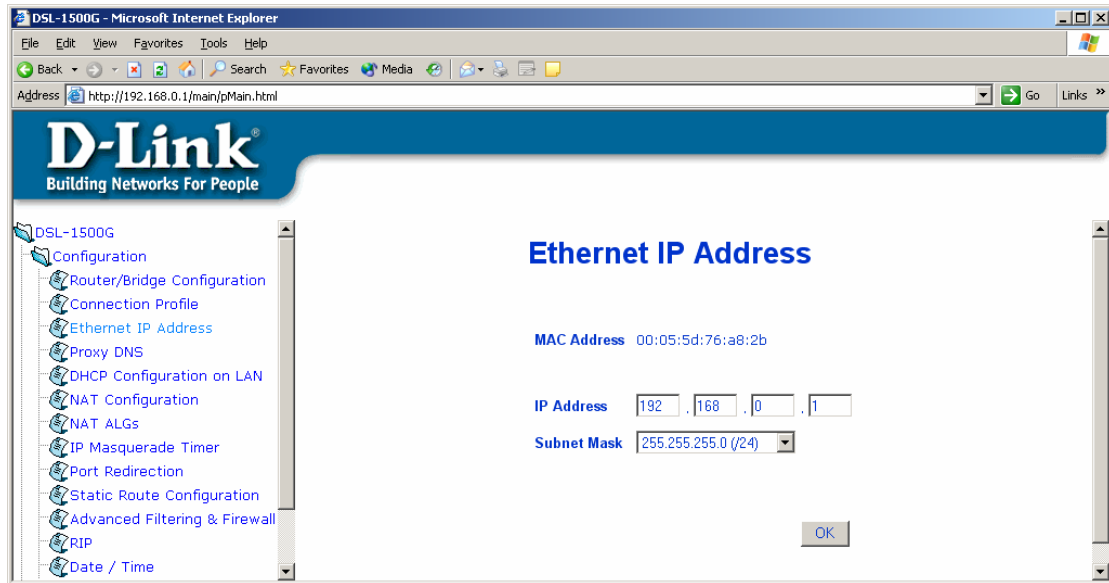 DSL-1500G - Microsoft Internet Explorer
File Edit View Favorites Tools Help
Back Search Favorites Media
Address http://192.168.0.1/main/pMain.html Go Links »
D-Link®
Building Networks For People
DSL-1500G
Configuration
Router/Bridge Configuration
Connection Profile
Ethernet IP Address
Proxy DNS
DHCP Configuration on LAN
NAT Configuration
NAT ALGs
IP Masquerade Timer
Port Redirection
Static Route Configuration
Advanced Filtering & Firewall
RIP
Date / Time
Ethernet IP Address
MAC Address 00:05:5d:76:a8:2b
IP Address 192 . 168 . 0 . 1
Subnet Mask 255.255.255.0 (/24)
OK